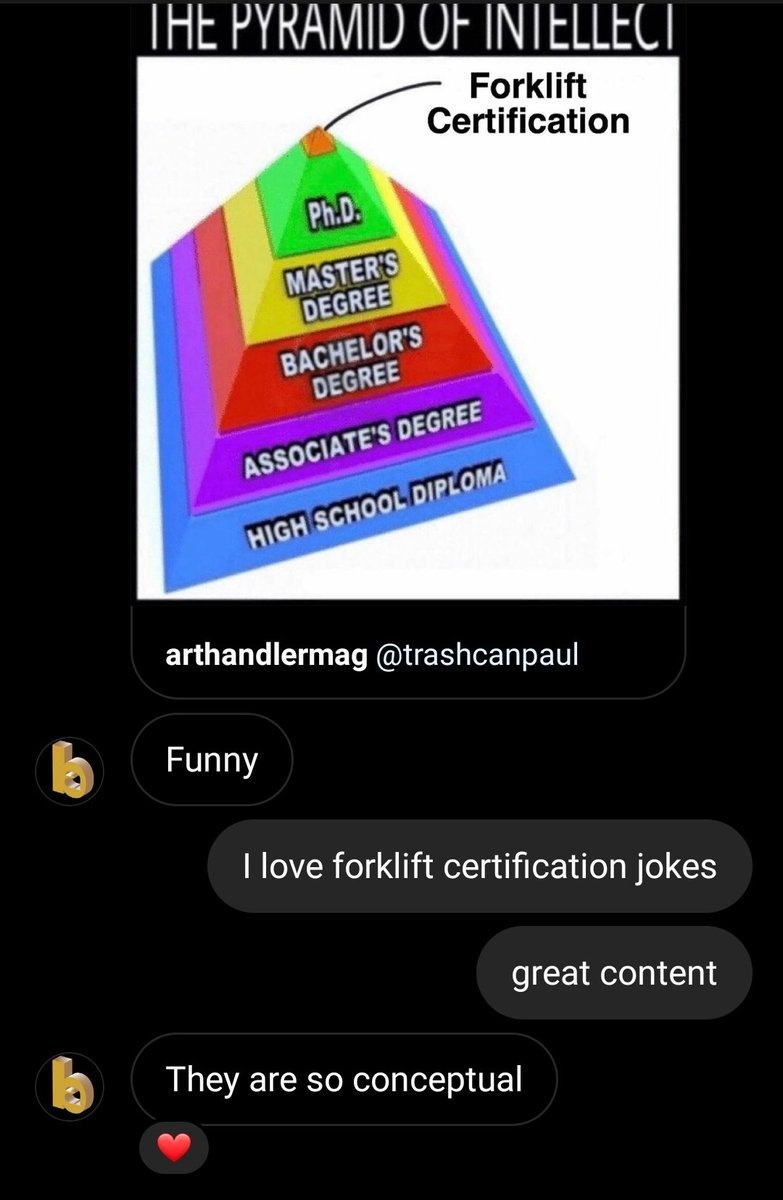 THE PYRAMID OF INTELLECT
Forklift
Certification
Ph.D.
MASTER'S
DEGREE
BACHELOR'S
DEGREE
ASSOCIATE'S DEGREE
HIGH SCHOOL DIPLOMA
arthandlermag @trashcanpaul
b
Funny
I love forklift certification jokes
great content
b
They are so conceptual